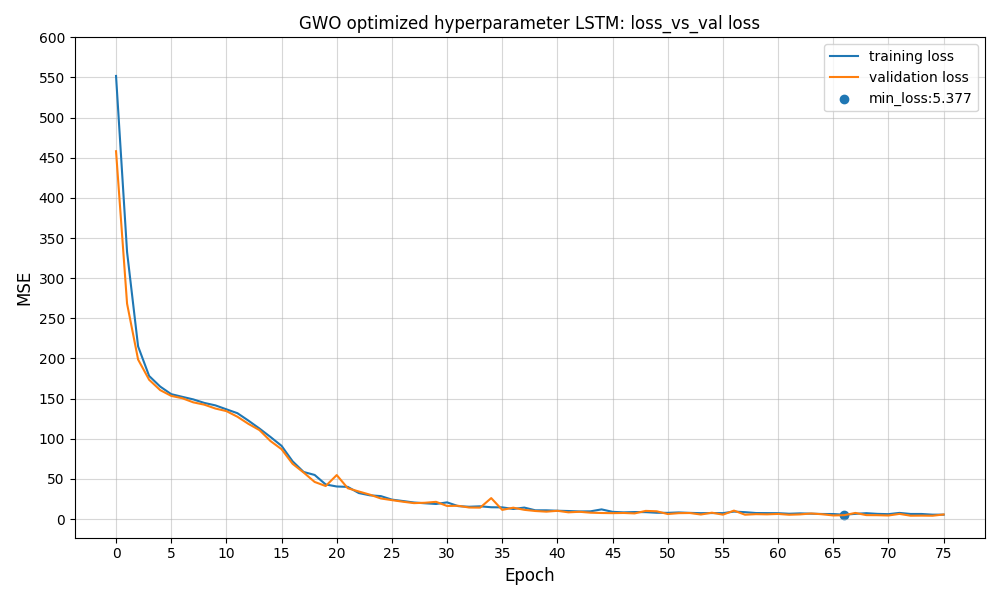 GWO optimized hyperparameter LSTM: loss_vs_val loss
600
550
500
450
400
350
300
250
200
150
100
50
0
MSE
training loss
validation loss
min_loss:5.377
0 5 10 15 20 25 30 35 40 45 50 55 60 65 70 75
Epoch